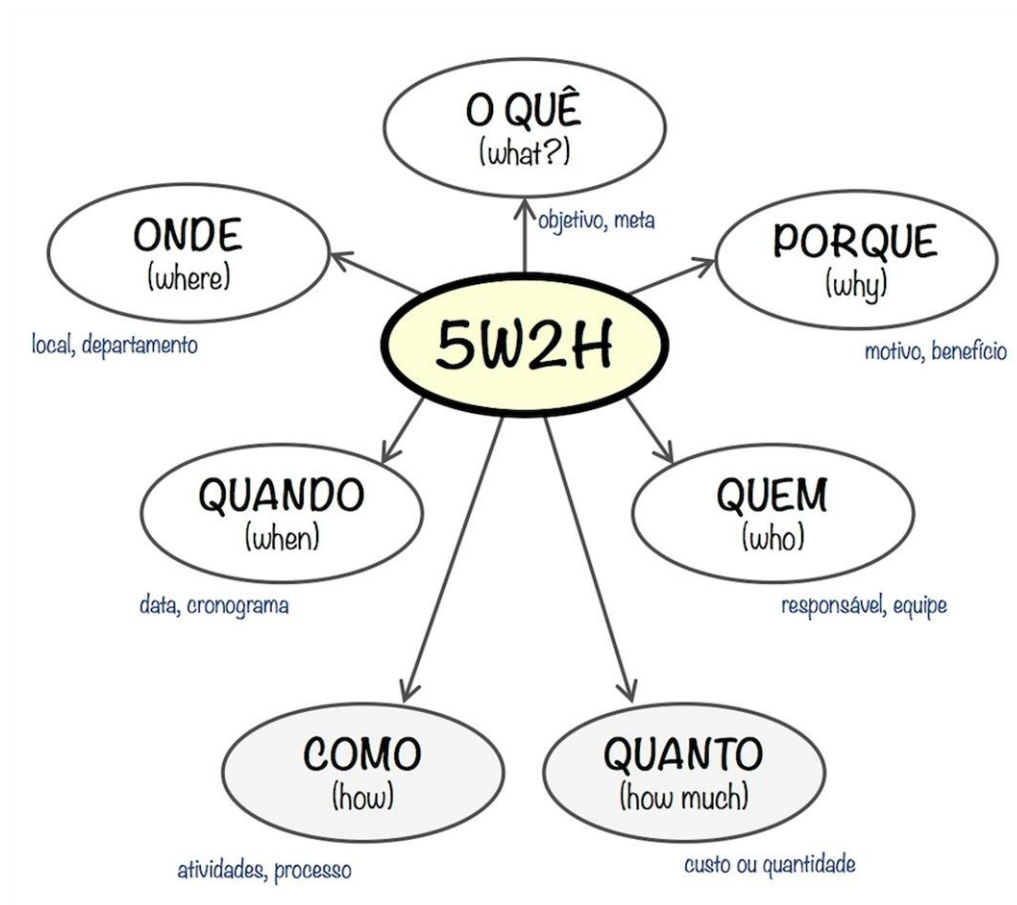 O QUÊ
(what?)
objetivo, meta
ONDE
(where)
local, departamento
PORQUE
(why)
motivo, benefício
5W2H
QUANDO
(when)
data, cronograma
QUEM
(who)
responsável, equipe
COMO
(how)
atividades, processo
QUANTO
(how much)
custo ou quantidade